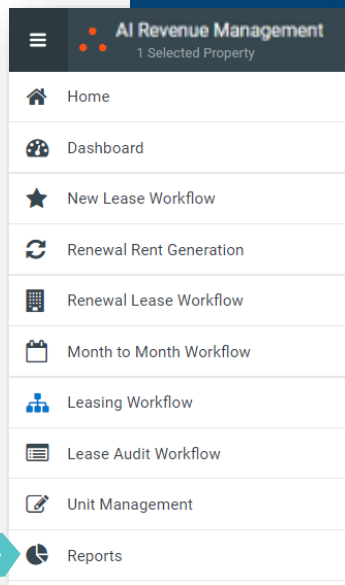 AI Revenue Management
1 Selected Property
Home
Dashboard
New Lease Workflow
Renewal Rent Generation
Renewal Lease Workflow
Month to Month Workflow
Leasing Workflow
Lease Audit Workflow
Unit Management
Reports